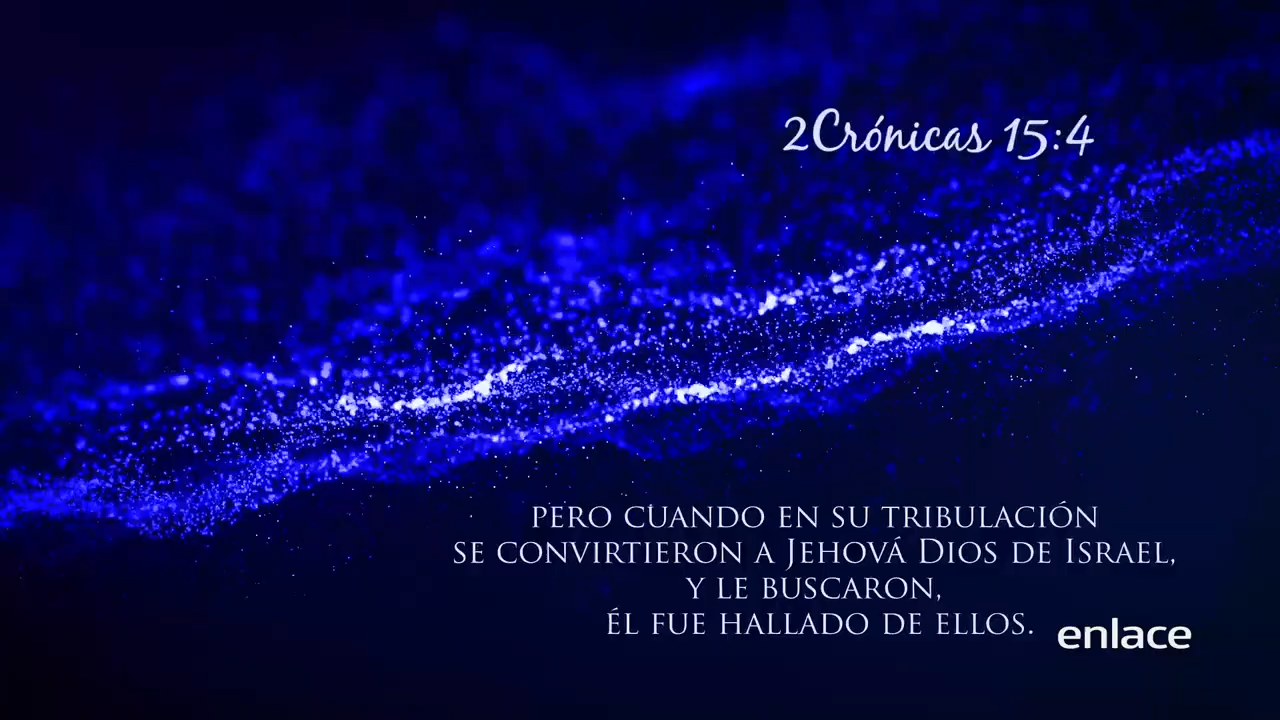 2Crónicas 15:4
PERO CUANDO EN SU TRIBULACIÓN
SE CONVIRTIERON A JEHOVÁ DIOS DE ISRAEL,
Y LE BUSCARON,
ÉL FUE HALLADO DE ELLOS.
enlace